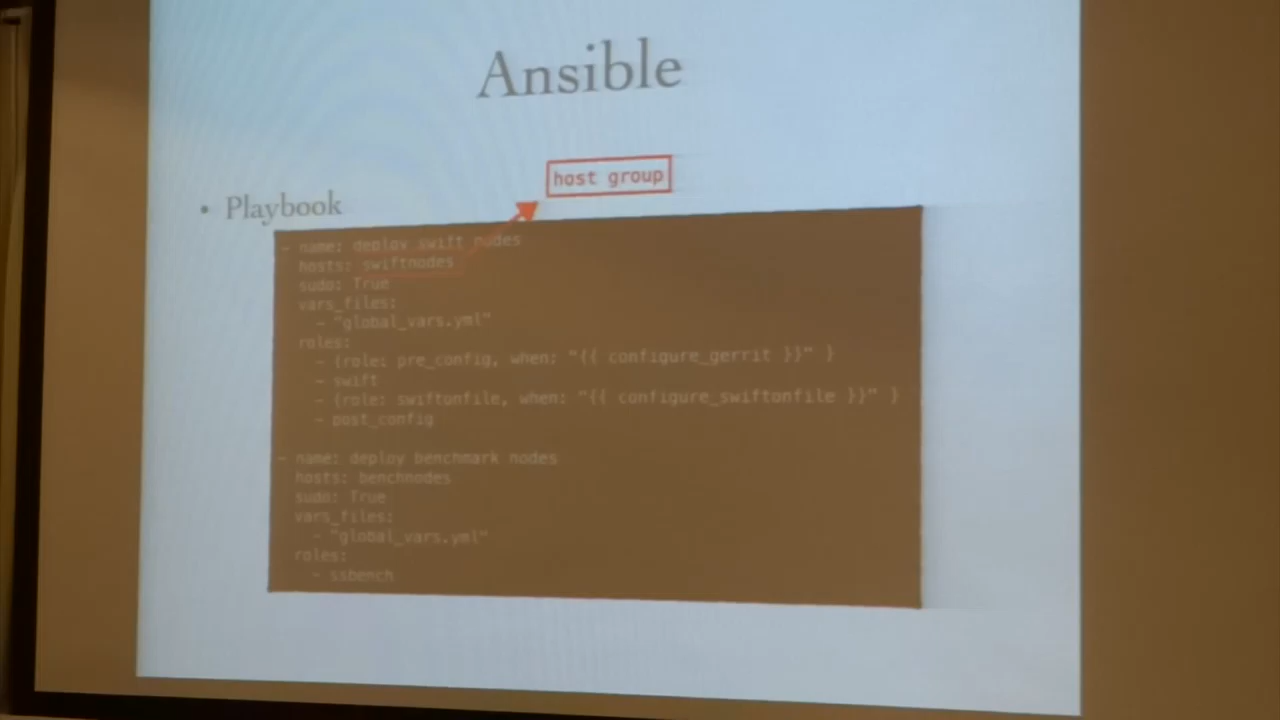 Ansible
host group
• Playbook
- name: deploy swift nodes
hosts: swiftnodes
sudo: True
vars_files:
- "global_vars.yml"
roles:
- {role: pre_config, when: "{{ configure_gerrit }}" }
- swift
- {role: swiftonfile, when: "{{ configure_swiftonfile }}" }
- post_config
- name: deploy benchmark nodes
hosts: benchnodes
sudo: True
vars_files:
- "global_vars.yml"
roles:
- ssbench